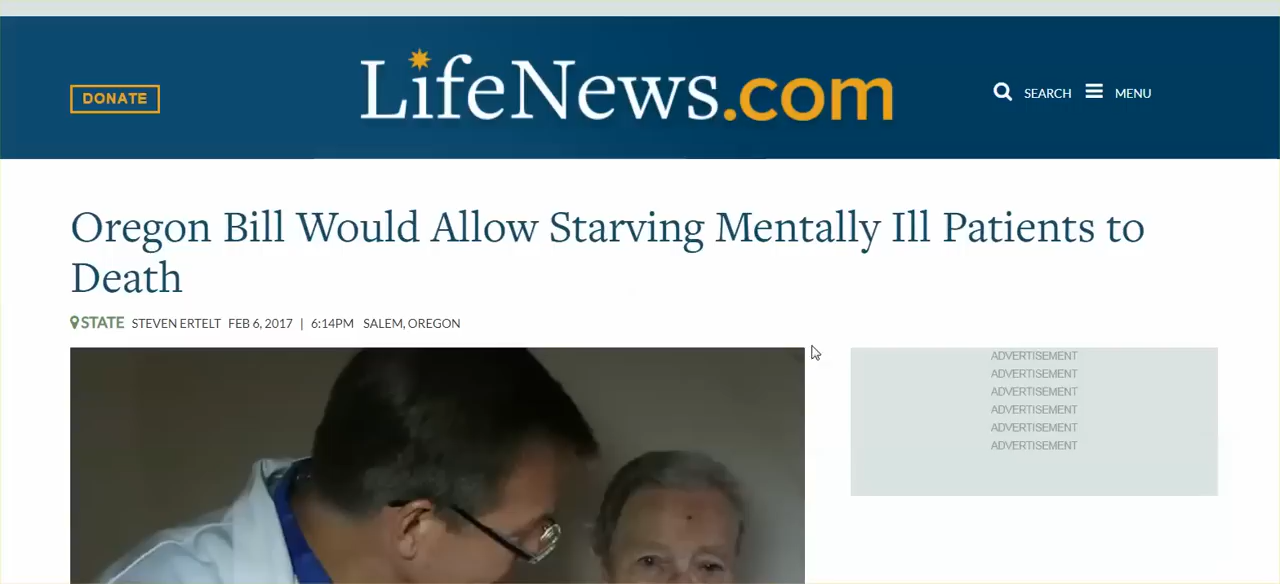 DONATE
LifeNews.com
SEARCH
MENU
Oregon Bill Would Allow Starving Mentally Ill Patients to
Death
STATE STEVEN ERTELT FEB 6, 2017 | 6:14PM SALEM, OREGON
ADVERTISEMENT
ADVERTISEMENT
ADVERTISEMENT
ADVERTISEMENT
ADVERTISEMENT
ADVERTISEMENT